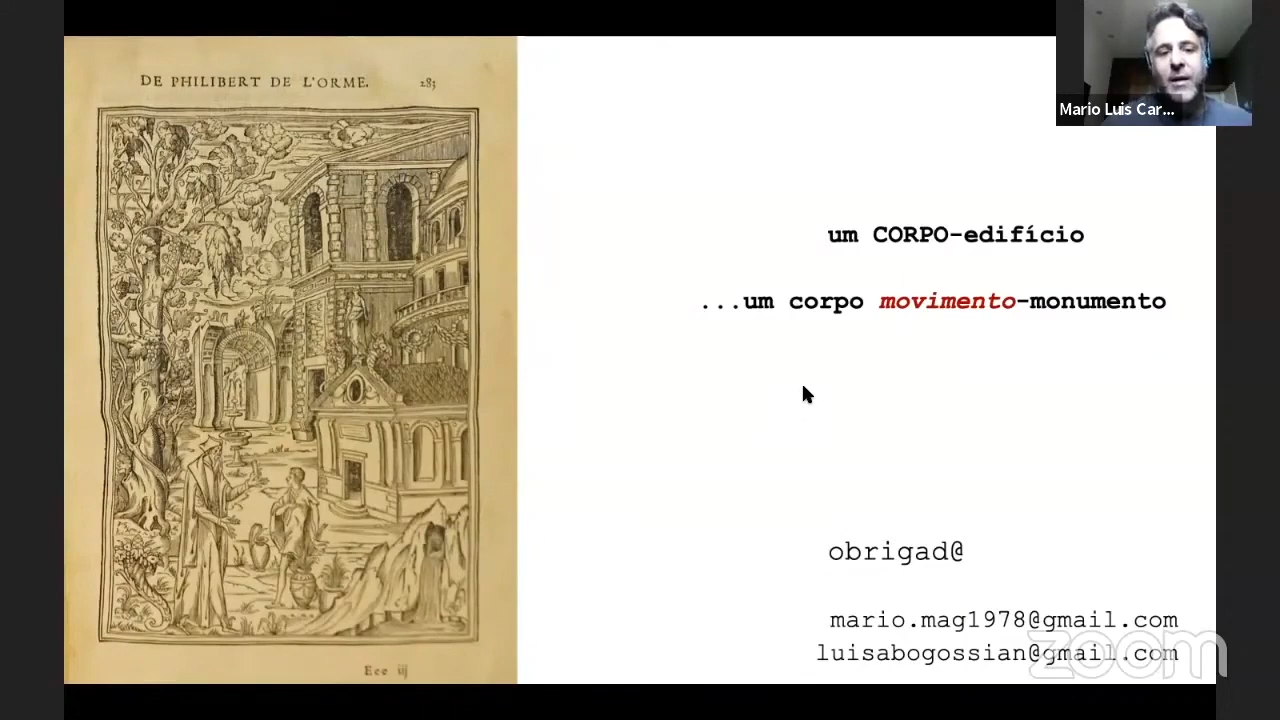 DE PHILIBERT DE L'ORME. 283
Eee iij
Mario Luis Car...
um CORPO-edifício
...um corpo movimento-monumento
obrigad@
mario.mag1978@gmail.com
luisabogossian@gmail.com
zoom